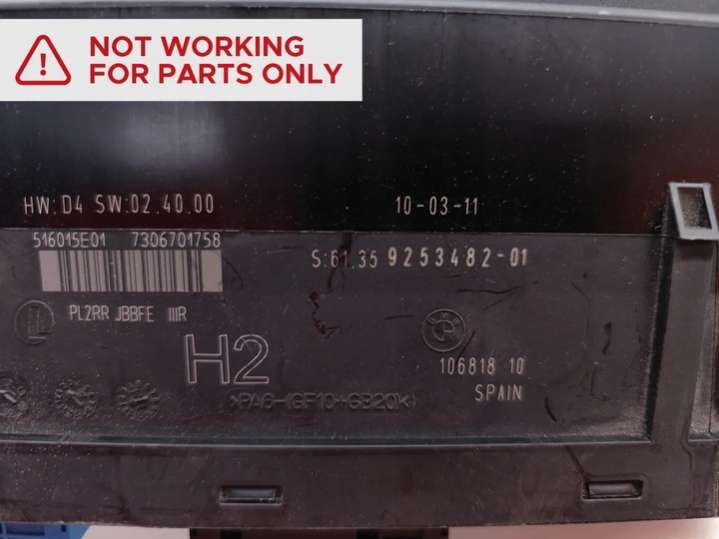 NOT WORKING
FOR PARTS ONLY
HW:D4 SW:02.40.00
10-03-11
516015E01 7306701758
S:61.35 9253482-01
PL2RR JBBFE IIIR
H2
106818 10
>PA6-(GF10+GB20)<
SPAIN